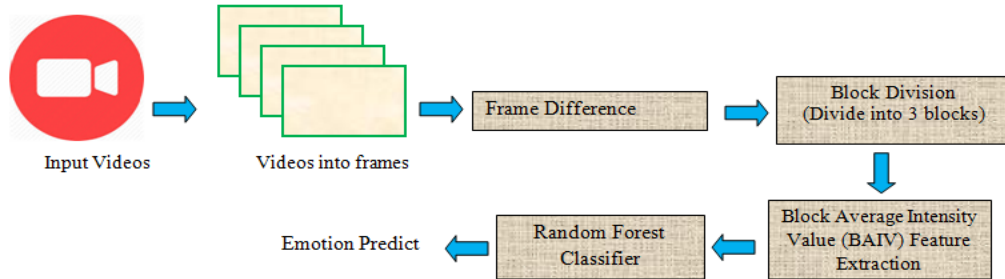 Input Videos
Videos into frames
Frame Difference
Block Division
(Divide into 3 blocks)
Block Average Intensity
Value (BAIV) Feature
Extraction
Random Forest
Classifier
Emotion Predict